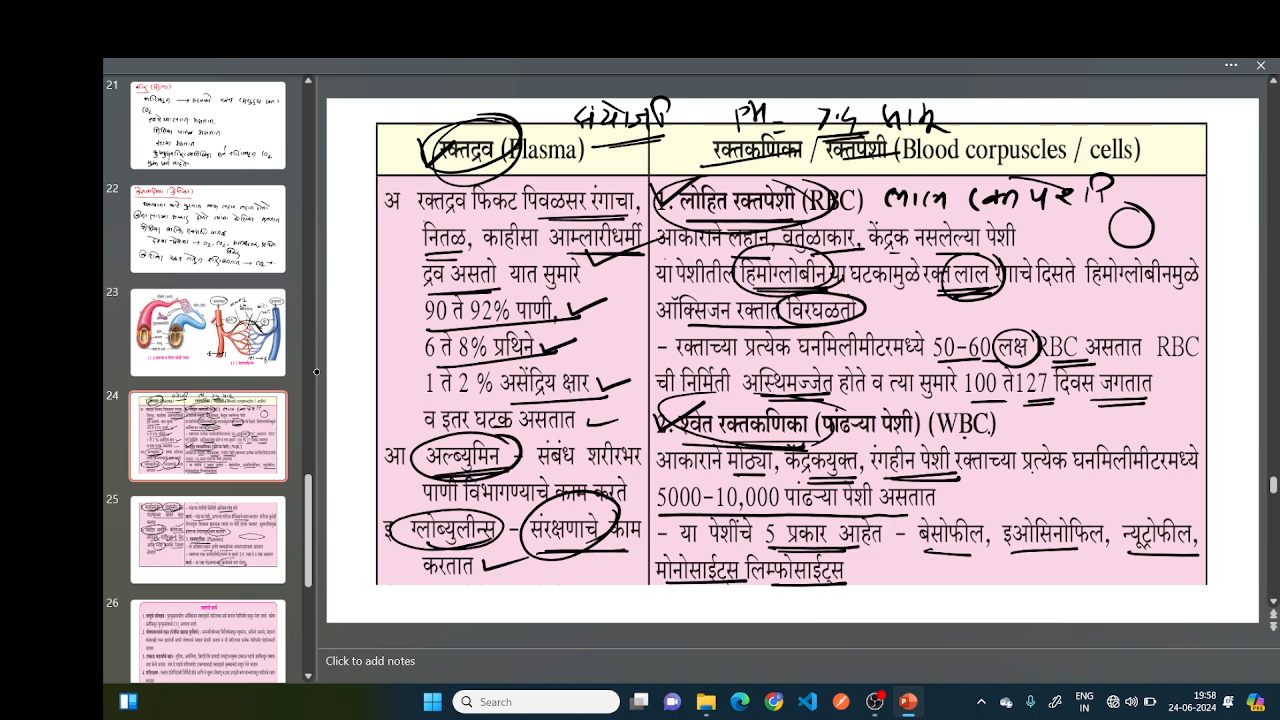 21
22
23
24
25
26
संयोजी
PH = 7.4 मानू
रक्तद्रव (Plasma)
रक्तकणिका / रक्तपेशी (Blood corpuscles / cells)
अ रक्तद्रव फिकट पिवळसर रंगाचा,
नितळ, काहीसा आम्लारीधर्मी
द्रव असतो यात सुमारे
90 ते 92% पाणी,
6 ते 8% प्रथिने
1 ते 2 % असेंद्रिय क्षार
व इतर घटक असतात
आ अल्ब्युमिन - संबंध शरीरभर
पाणी विभागण्याचे काम करते
इ ग्लोब्युलीन्स – संरक्षणाचे काम
करतात
1. लोहित रक्तपेशी (RBC) लाल का पेशी?
आकाराने लहान, वर्तुळाकार, केंद्रक नसलेल्या पेशी
या पेशीतील हिमोग्लोबीन या घटकामुळे रक्त लाल रंगाचे दिसते हिमोग्लोबीनमुळे
ऑक्सिजन रक्तात विरघळतो
– रक्ताच्या प्रत्येक घनमिलीमीटरमध्ये 50-60 लक्ष RBC असतात RBC
ची निर्मिती अस्थिमज्जेत होते व त्या सुमारे 100 ते127 दिवस जगतात
2. श्वेत रक्तकणिका (पांढऱ्या पेशी) (WBC)
आकाराने मोठ्या, केंद्रकयुक्त, रंगहीन पेशी रक्ताच्या प्रत्येक घनमिलीमीटरमध्ये
5000-10,000 पांढऱ्या पेशी असतात
– या पेशींचे 5 प्रकार आहेत – बेसोफील, इओसिनोफिल, न्यूट्रोफील,
मोनोसाईट्स लिम्फोसाईट्स
Click to add notes
Search
ENG
IN
19:58
24-06-2024